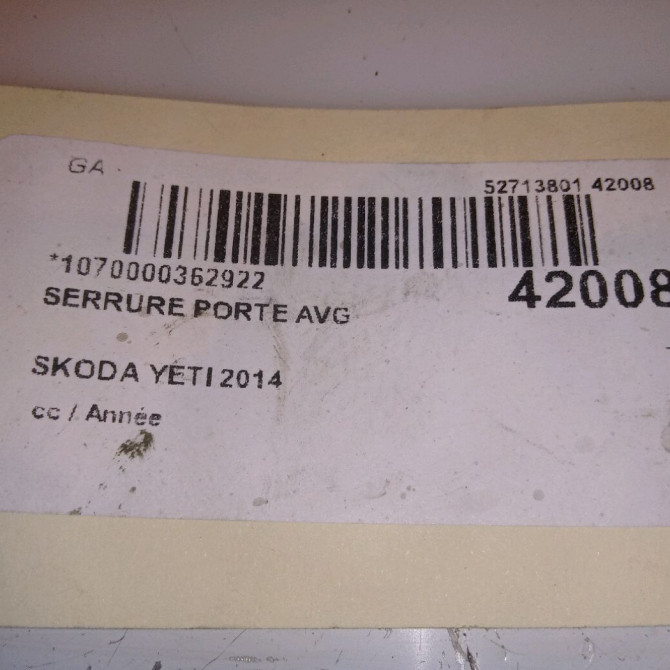 GA
52713801 42008
*1070000362922
42008
SERRURE PORTE AVG
SKODA YETI 2014
cc / Année